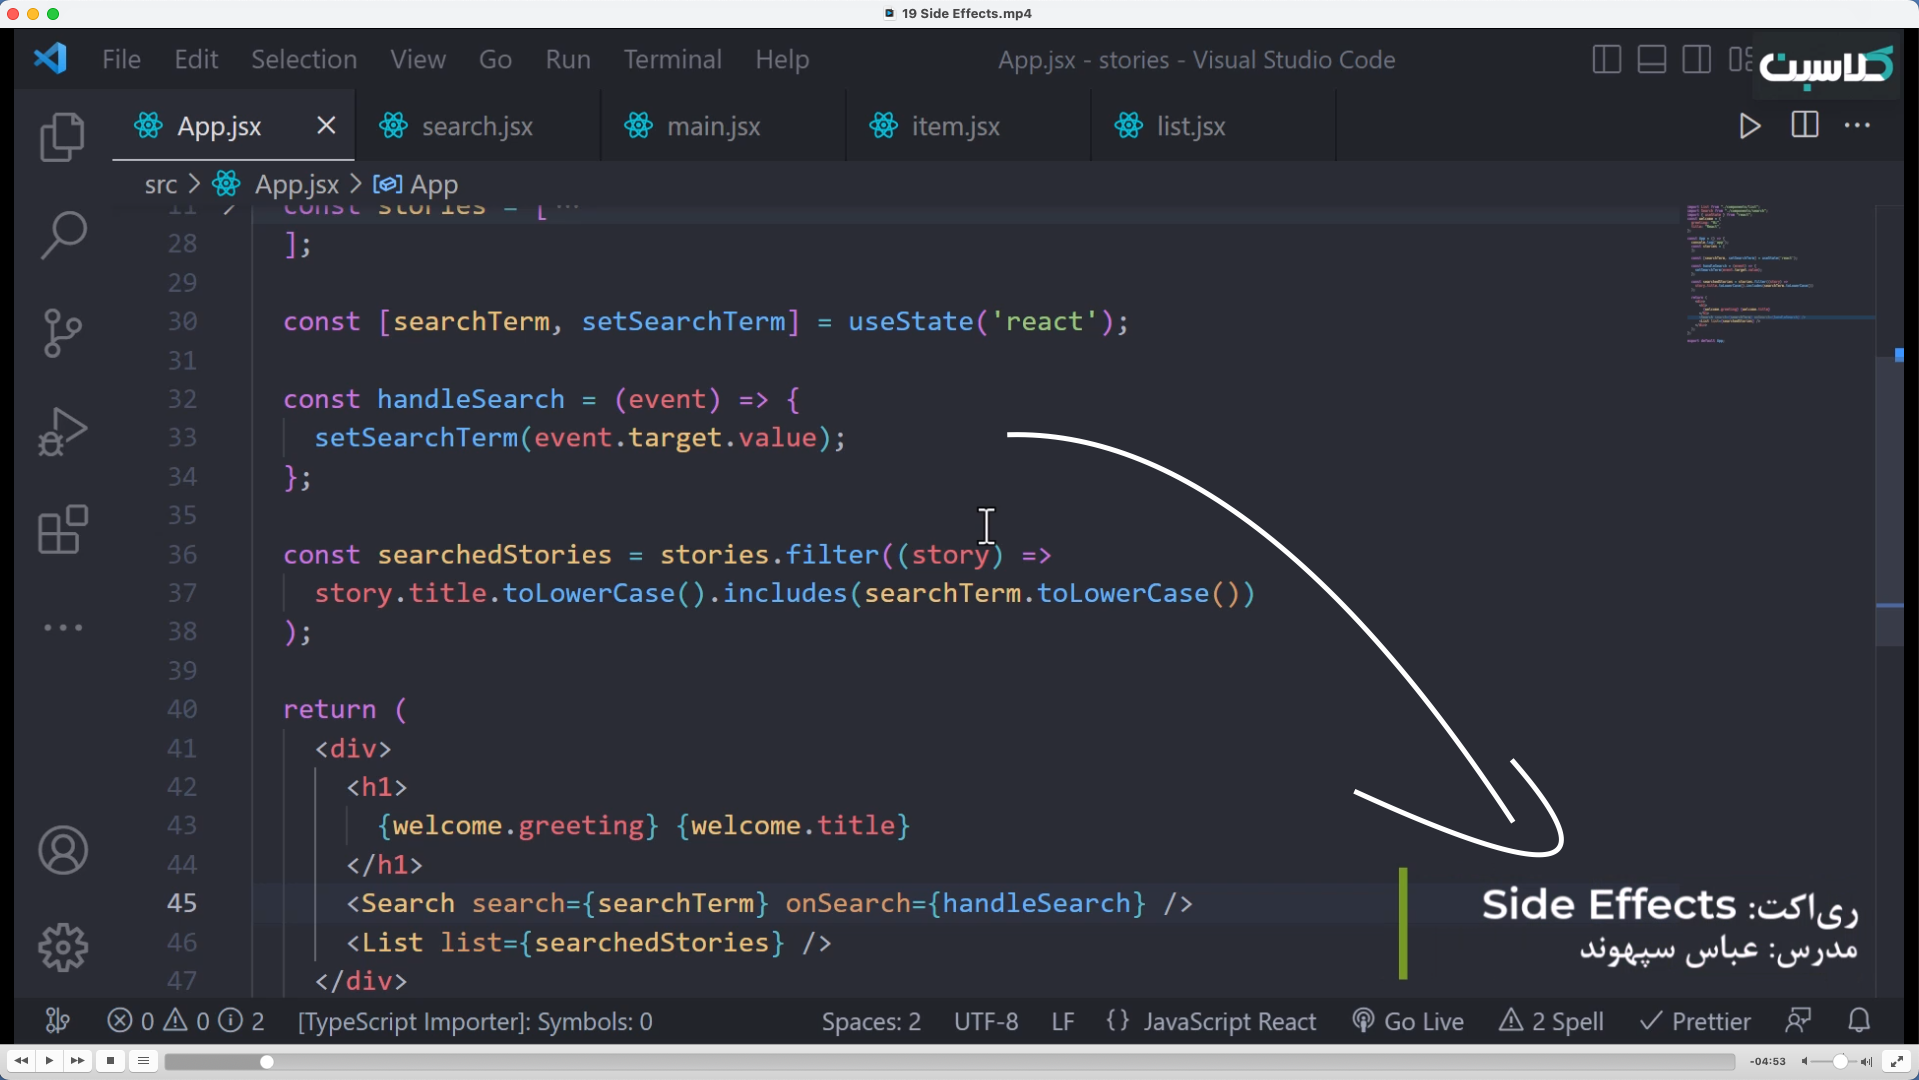 19 Side Effects.mp4
File Edit Selection View Go Run Terminal Help
App.jsx - stories - Visual Studio Code
کلاسبن
App.jsx search.jsx main.jsx item.jsx list.jsx
src > App.jsx > App
11 > const stories = [ ...
28 ];
29
30 const [searchTerm, setSearchTerm] = useState('react');
31
32 const handleSearch = (event) => {
33 setSearchTerm(event.target.value);
34 };
35
36 const searchedStories = stories.filter((story) =>
37 story.title.toLowerCase().includes(searchTerm.toLowerCase())
38 );
39
40 return (
41 <div>
42 <h1>
43 {welcome.greeting} {welcome.title}
44 </h1>
45 <Search search={searchTerm} onSearch={handleSearch} />
46 <List list={searchedStories} />
47 </div>
ری‌اکت: Side Effects
مدرس: عباس سپهوند
0 0 2 [TypeScript Importer]: Symbols: 0 Spaces: 2 UTF-8 LF {} JavaScript React Go Live 2 Spell Prettier
-04:53